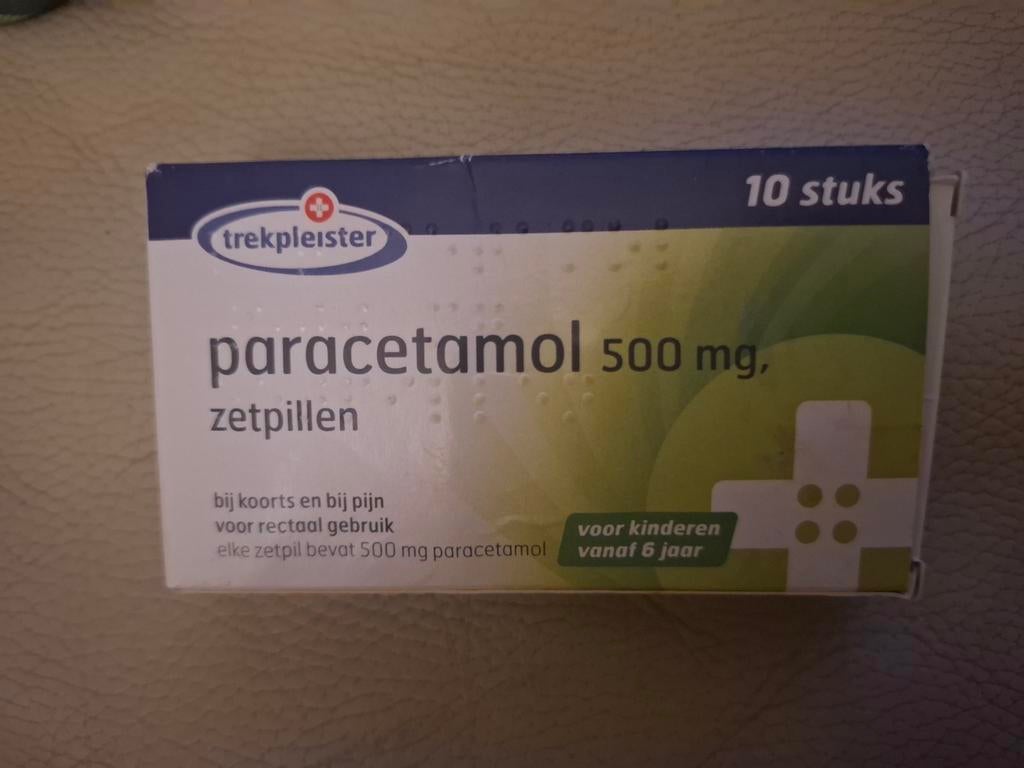 10 stuks
trekpleister
paracetamol 500 mg,
zetpillen
bij koorts en bij pijn
voor rectaal gebruik
elke zetpil bevat 500 mg paracetamol
voor kinderen
vanaf 6 jaar